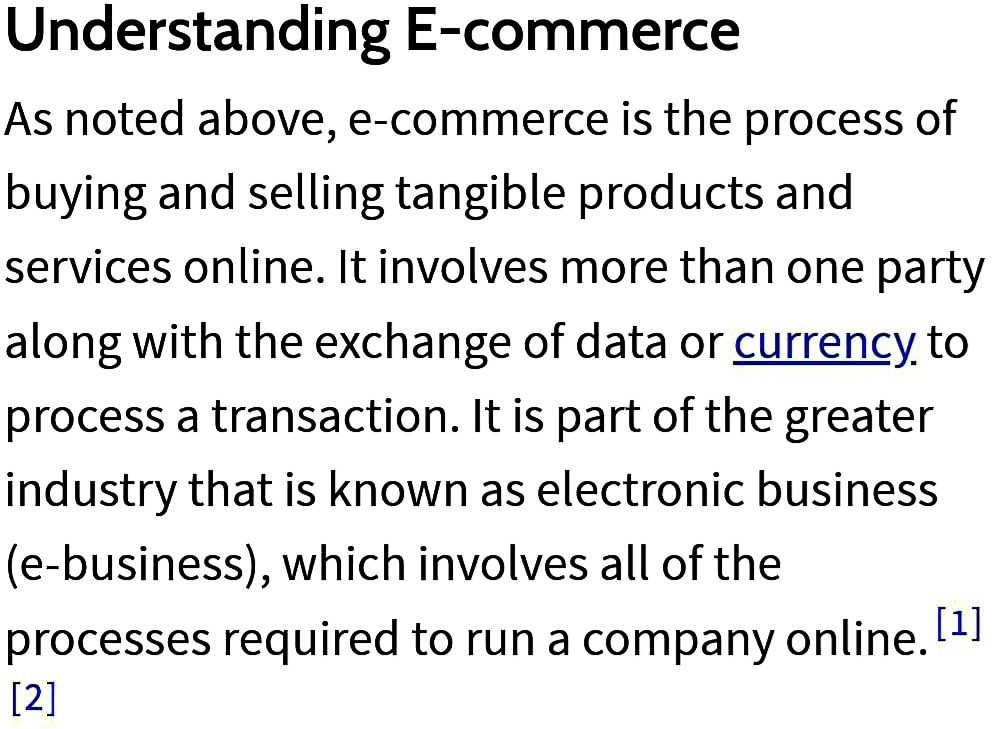 Understanding E-commerce
As noted above, e-commerce is the process of
buying and selling tangible products and
services online. It involves more than one party
along with the exchange of data or currency to
process a transaction. It is part of the greater
industry that is known as electronic business
(e-business), which involves all of the
processes required to run a company online. [1]
[2]